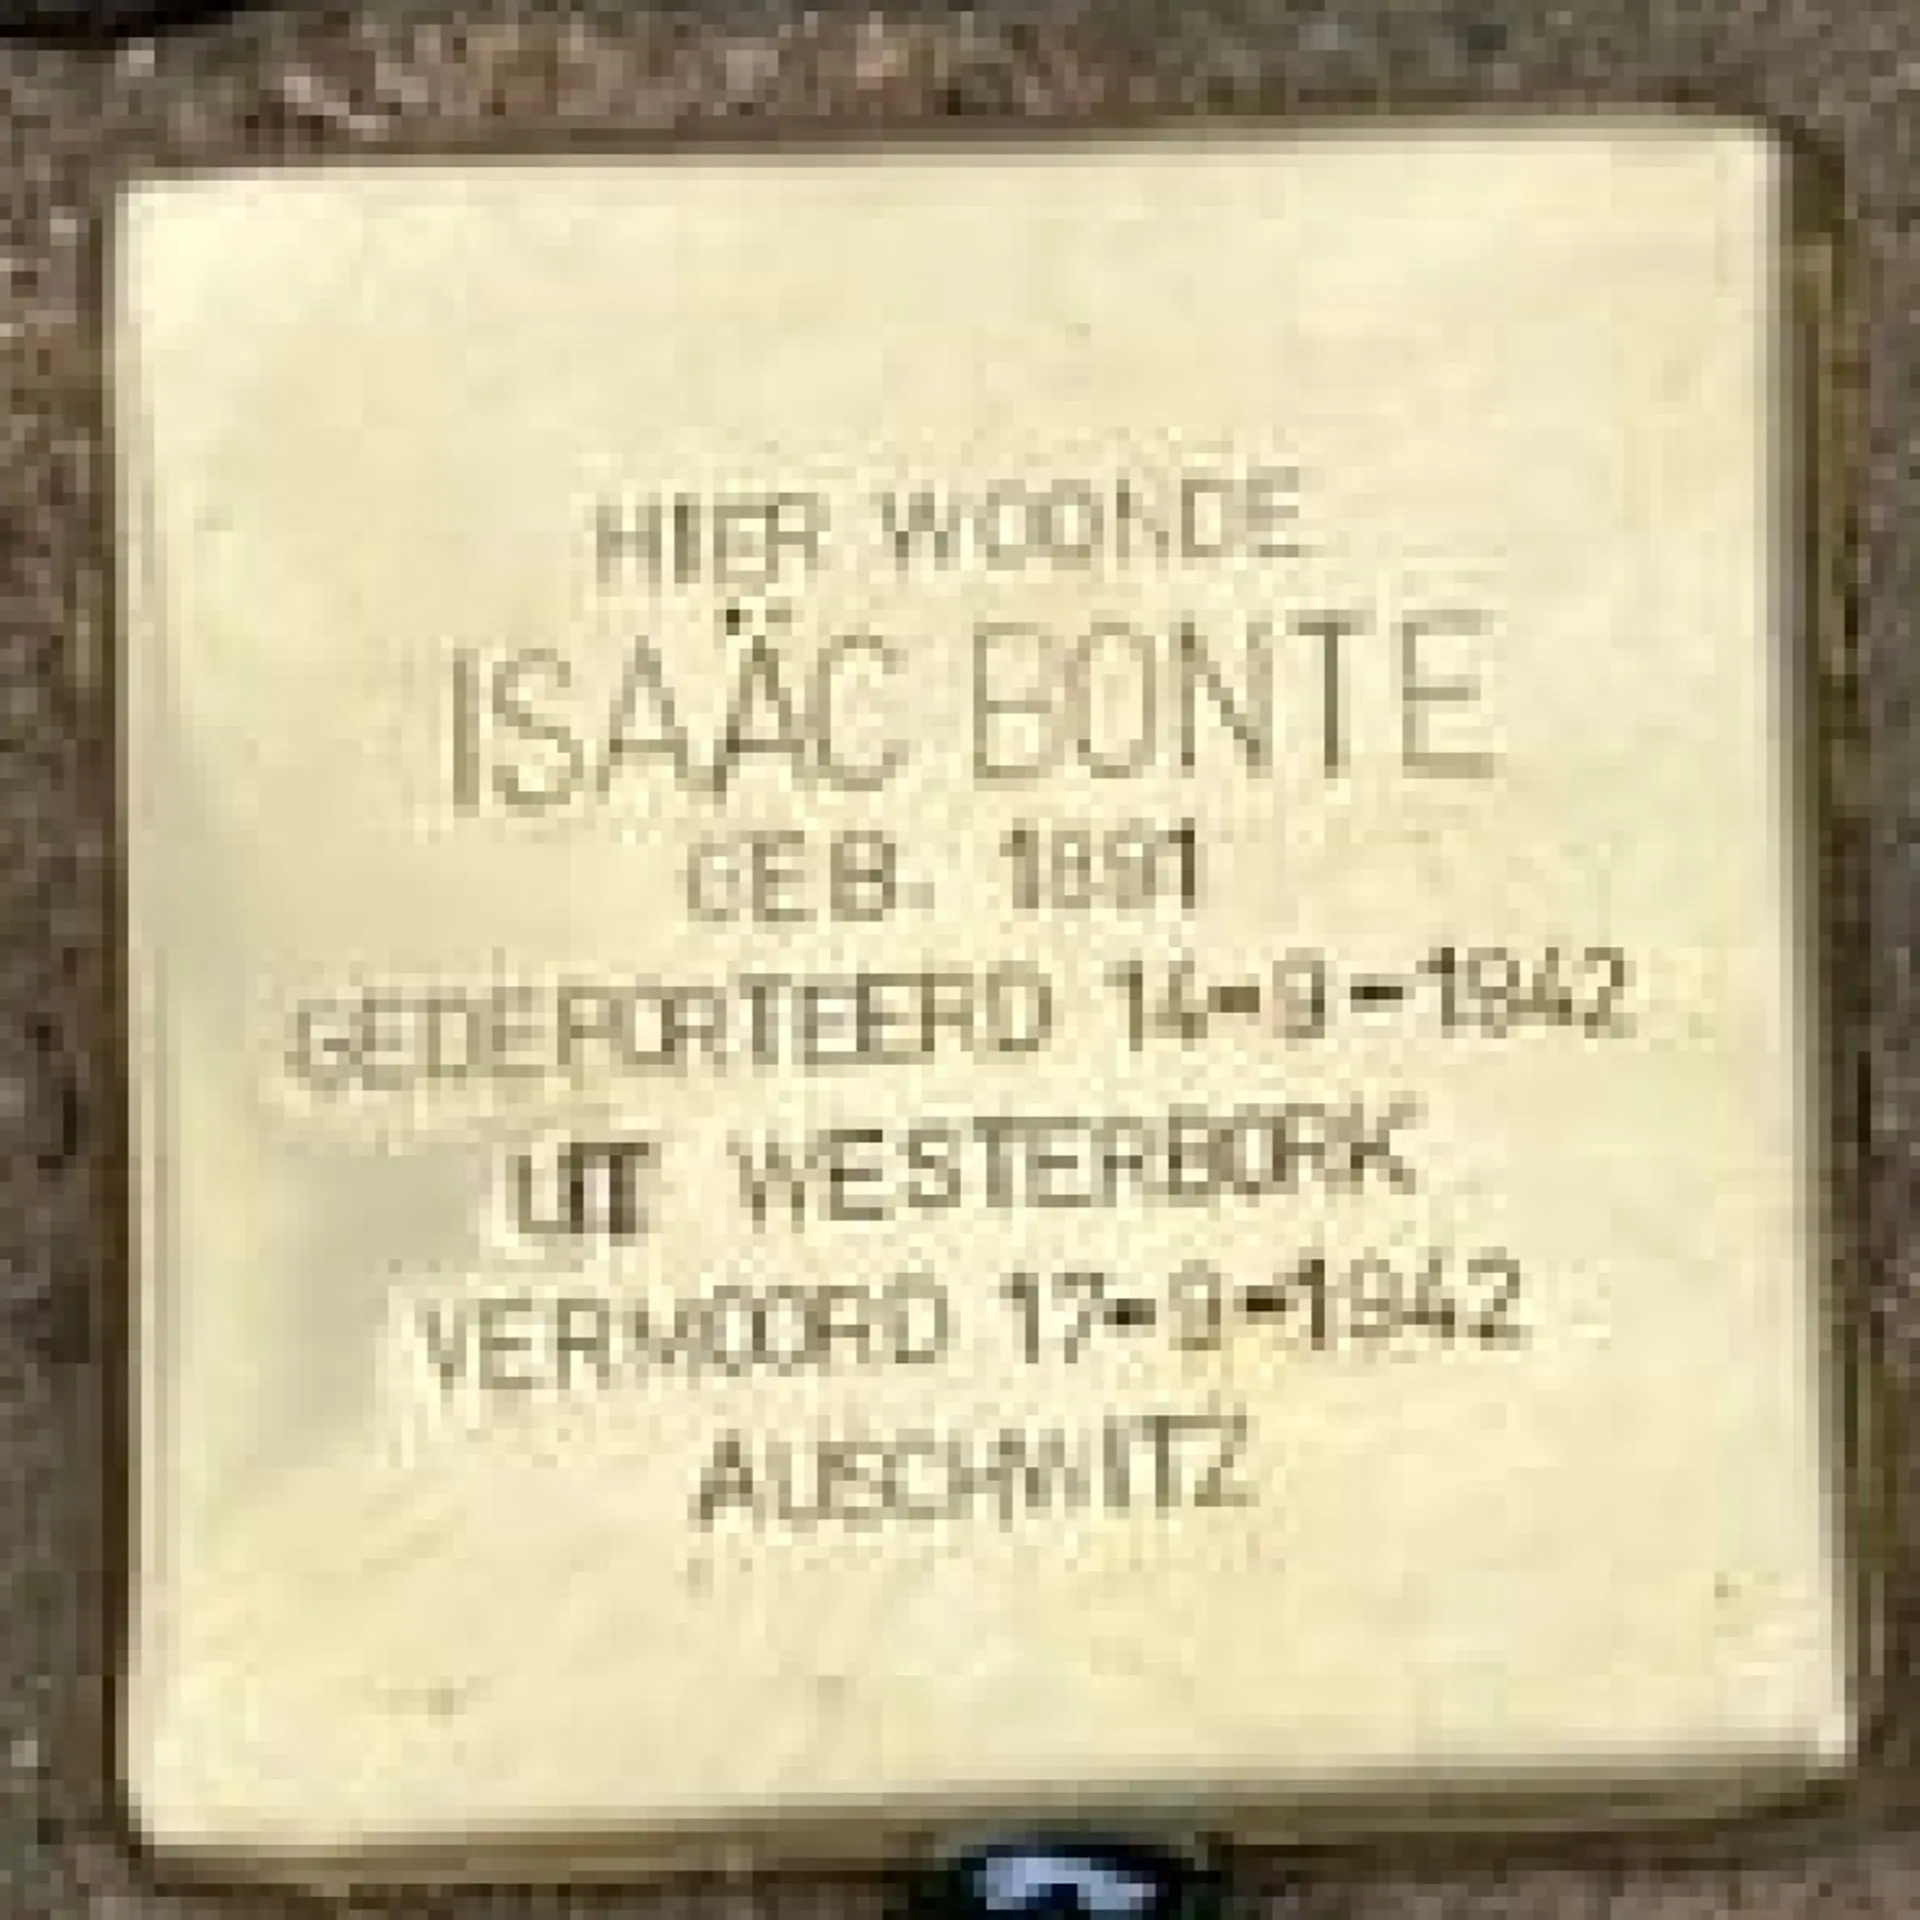 HIER WOONDE
ISAÄC BONTE
GEB. 1891
GEDEPORTEERD 14-9-1942
UIT WESTERBORK
VERMOORD 17-9-1942
AUSCHWITZ